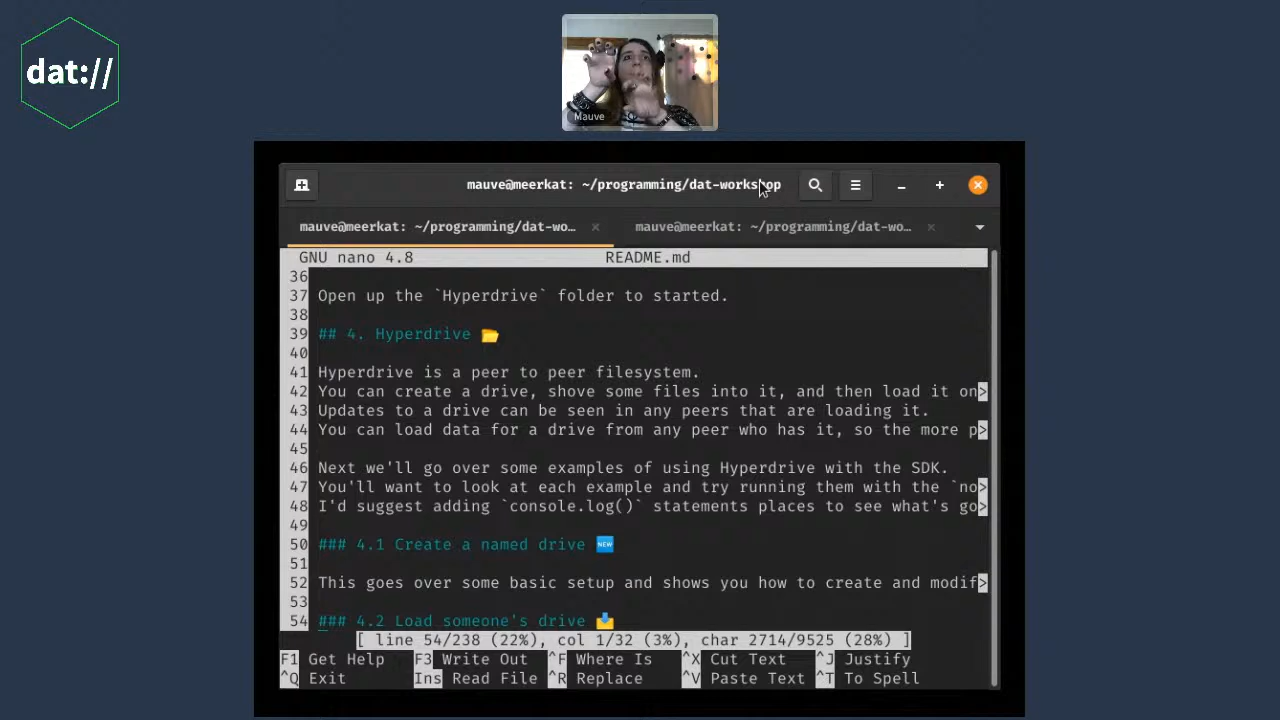 dat://
Mauve
mauve@meerkat: ~/programming/dat-workshop
mauve@meerkat: ~/programming/dat-wo… × mauve@meerkat: ~/programming/dat-wo… ×
GNU nano 4.8 README.md
36
37 Open up the `Hyperdrive` folder to started.
38
39 ## 4. Hyperdrive 📂
40
41 Hyperdrive is a peer to peer filesystem.
42 You can create a drive, shove some files into it, and then load it on>
43 Updates to a drive can be seen in any peers that are loading it.
44 You can load data for a drive from any peer who has it, so the more p>
45
46 Next we'll go over some examples of using Hyperdrive with the SDK.
47 You'll want to look at each example and try running them with the `no>
48 I'd suggest adding `console.log()` statements places to see what's go>
49
50 ### 4.1 Create a named drive 🆕
51
52 This goes over some basic setup and shows you how to create and modif>
53
54 ### 4.2 Load someone's drive 📥
[ line 54/238 (22%), col 1/32 (3%), char 2714/9525 (28%) ]
F1 Get Help F3 Write Out ^F Where Is ^X Cut Text ^J Justify
^Q Exit Ins Read File ^R Replace ^V Paste Text ^T To Spell